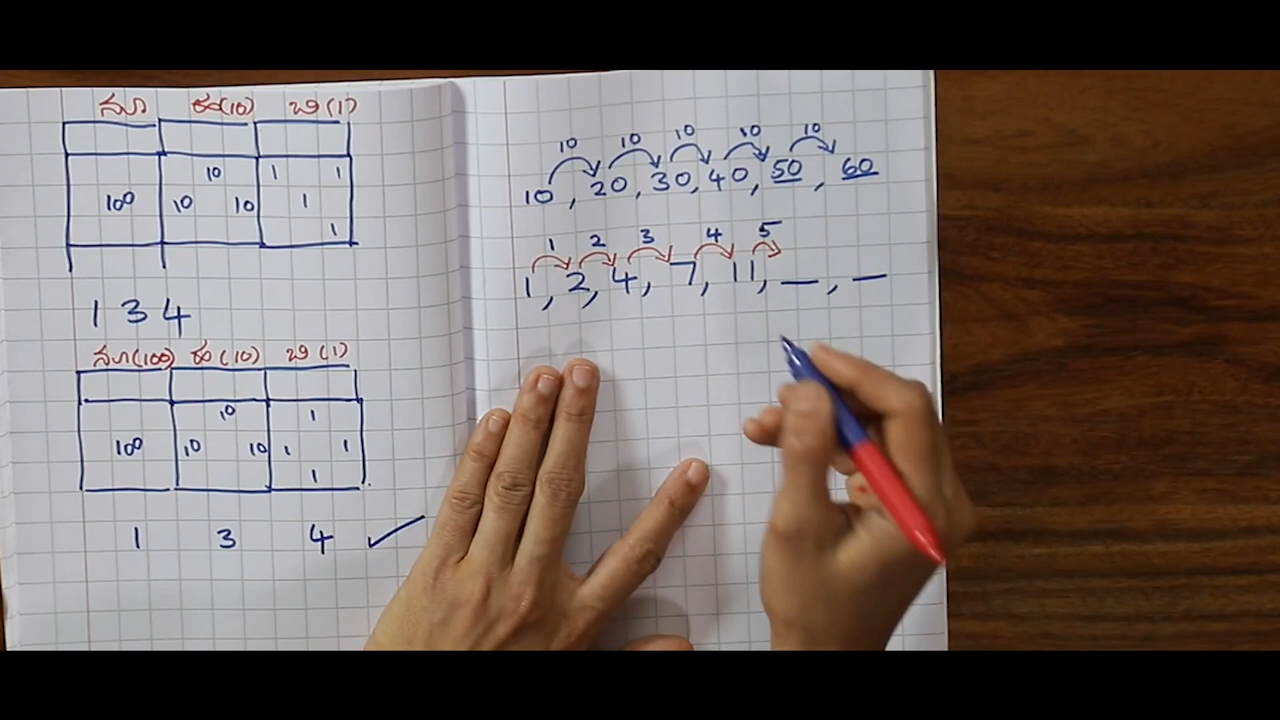 ನೂ ಹ(10) ಬಿ(1)
10 1 1
100 10 10 1
1
1 3 4
ನೂ(100) ಹ(10) ಬಿ(1)
10 1
100 10 10 1 1
1
1 3 4
10 10 10 10 10
10, 20, 30, 40, 50, 60
1 2 3 4 5
1, 2, 4, 7, 11, __, __